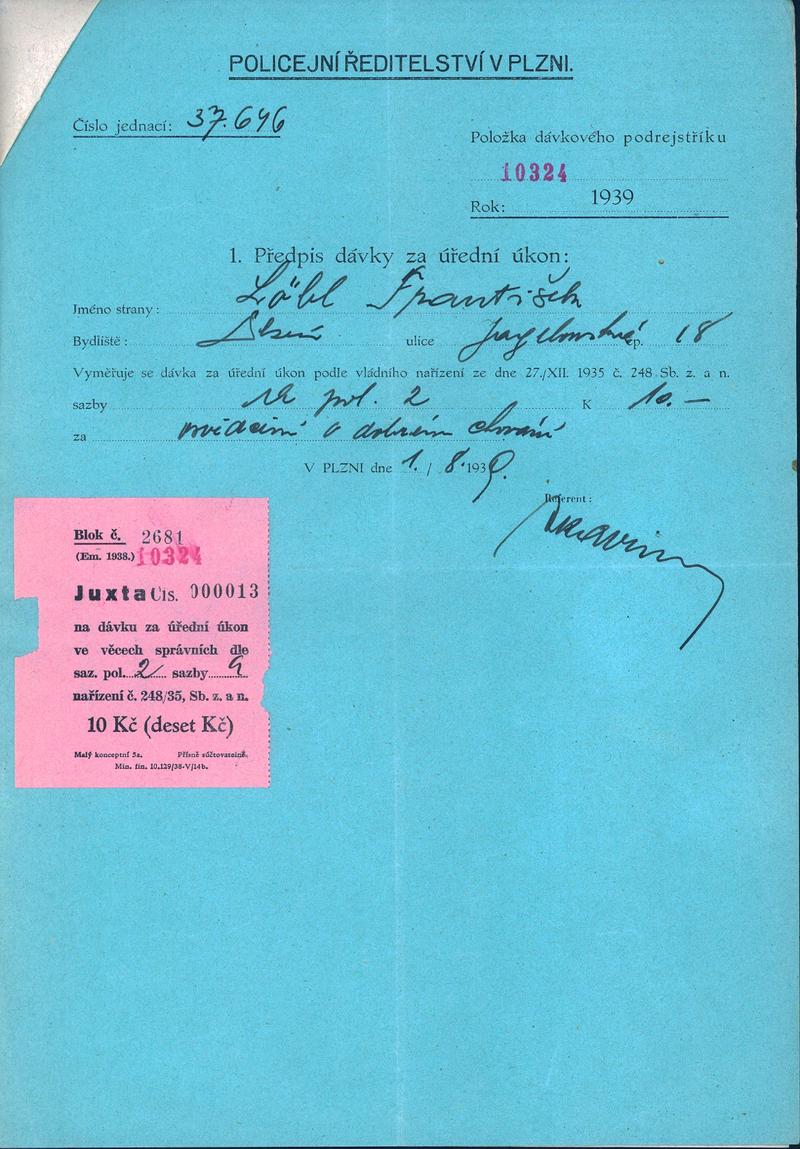 POLICEJNÍ ŘEDITELSTVÍ V PLZNI.
Číslo jednací: 37.646
Položka dávkového podrejstříku
10324
Rok: 1939
1. Předpis dávky za úřední úkon:
Jméno strany: Löbl František
Bydliště: Plzeň ulice Jagelonská čp. 18
Vyměřuje se dávka za úřední úkon podle vládního nařízení ze dne 27./XII. 1935 č. 248 Sb. z. a n.
sazby pol. 2 K 10.—
za o dobrém chování
V PLZNI dne 1. / 8. 1939.
Referent:
Blok č. 2681
(Em. 1938.) 10324
Juxta Čís. 000013
na dávku za úřední úkon
ve věcech správních dle
saz. pol. 2 sazby a
nařízení č. 248/35, Sb. z. a n.
10 Kč (deset Kč)
Malý konceptní 5a. Přísně súčtovatelné.
Min. fin. 10.129/38-V/14b.